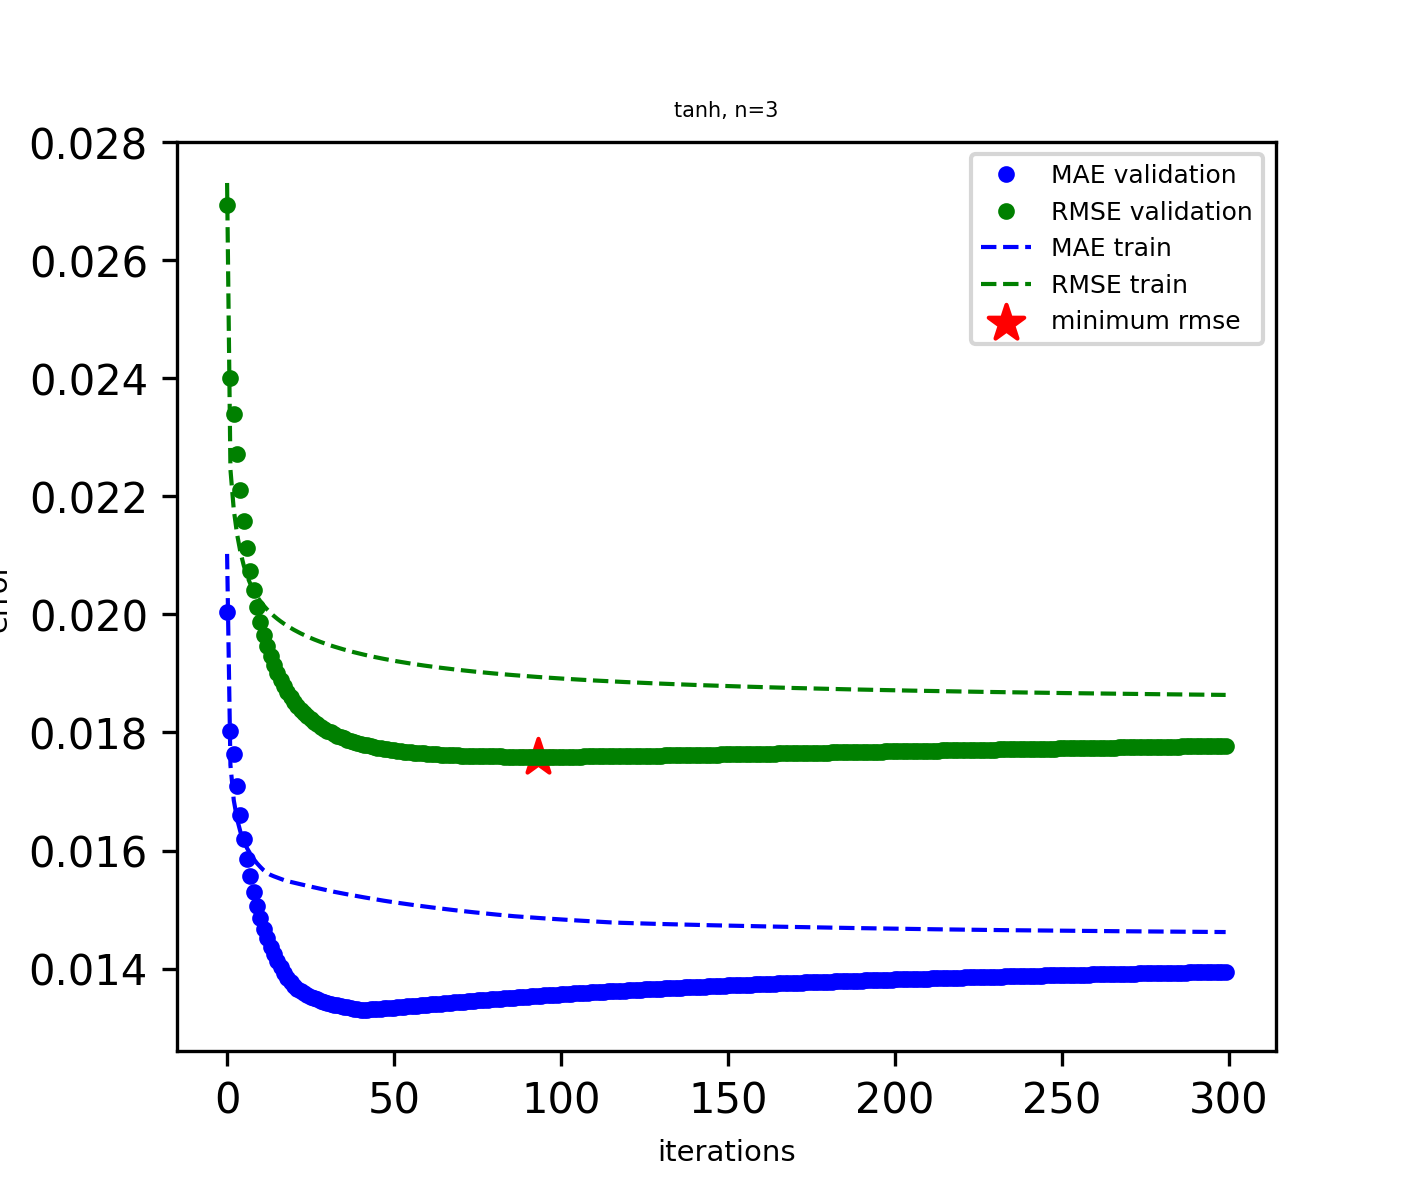 tanh, n=3
0.028
0.026
0.024
0.022
0.020
0.018
0.016
0.014
MAE validation
RMSE validation
MAE train
RMSE train
minimum rmse
0 50 100 150 200 250 300
iterations